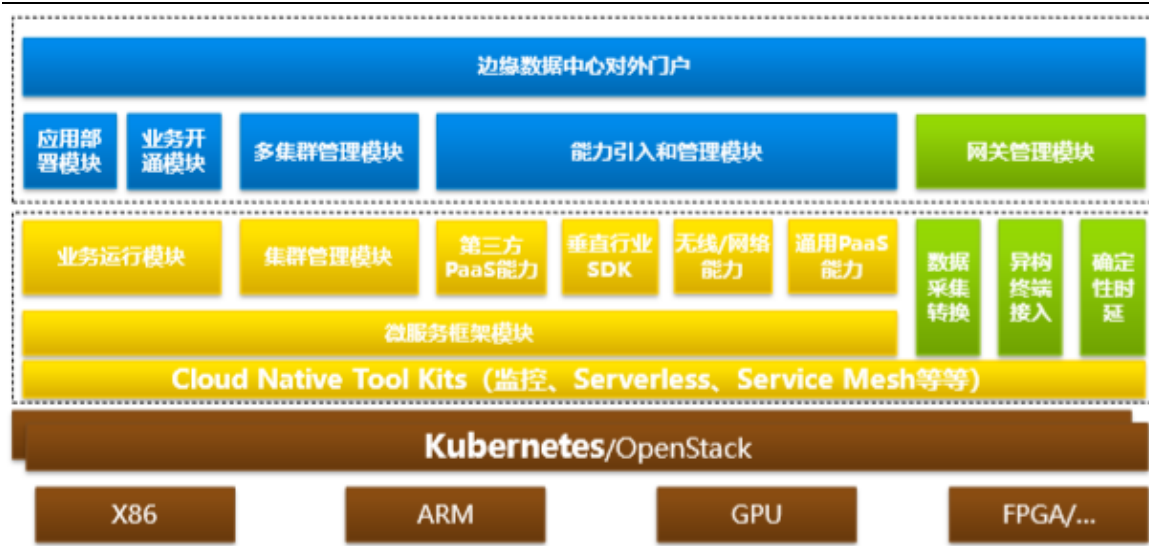 边缘数据中心对外门户
应用部
署模块
业务开
通模块
多集群管理模块
能力引入和管理模块
网关管理模块
业务运行模块
集群管理模块
第三方
PaaS能力
垂直行业
SDK
无线/网络
能力
通用PaaS
能力
数据
采集
转换
异构
终端
接入
确定
性时
延
微服务框架模块
Cloud Native Tool Kits（监控、Serverless、Service Mesh等等）
Kubernetes/OpenStack
X86
ARM
GPU
FPGA/...